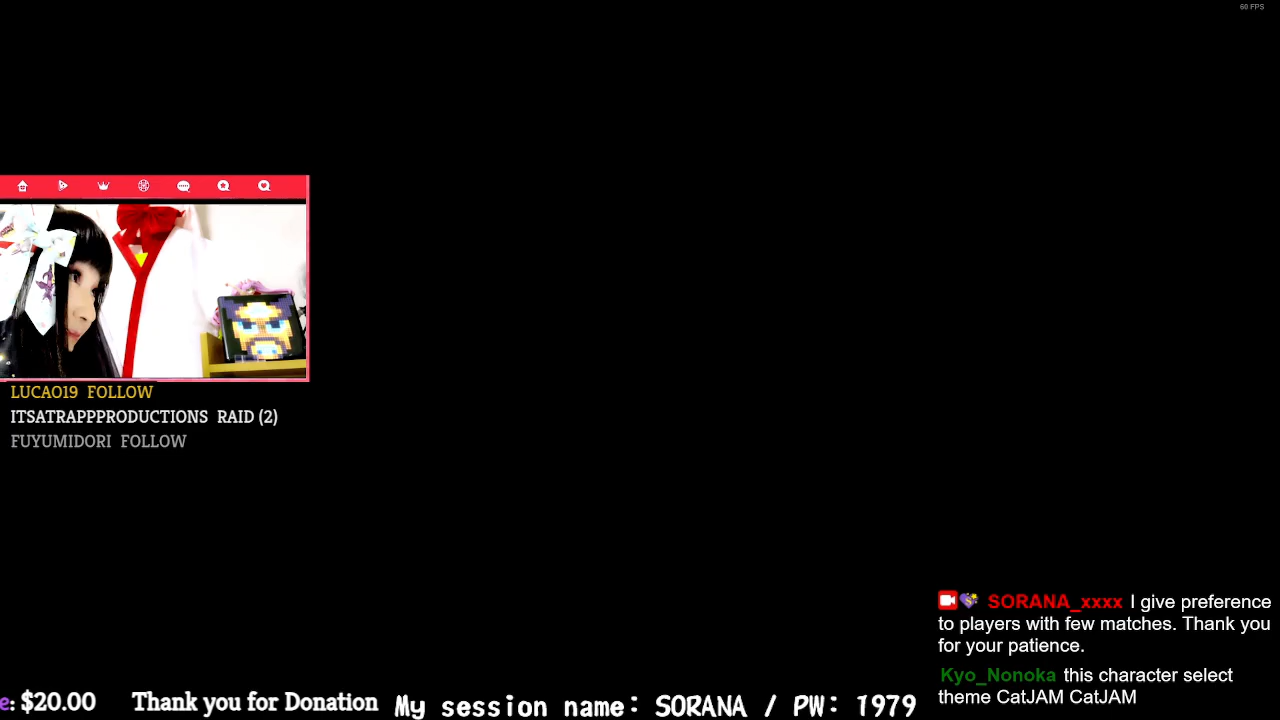 60 FPS
LUCAO19 FOLLOW
ITSATRAPPPRODUCTIONS RAID (2)
FUYUMIDORI FOLLOW
SORANA_xxxx I give preference
to players with few matches. Thank you
for your patience.
Kyo_Nonoka this character select
theme CatJAM CatJAM
e: $20.00 Thank you for Donation My session name: SORANA / PW: 1979